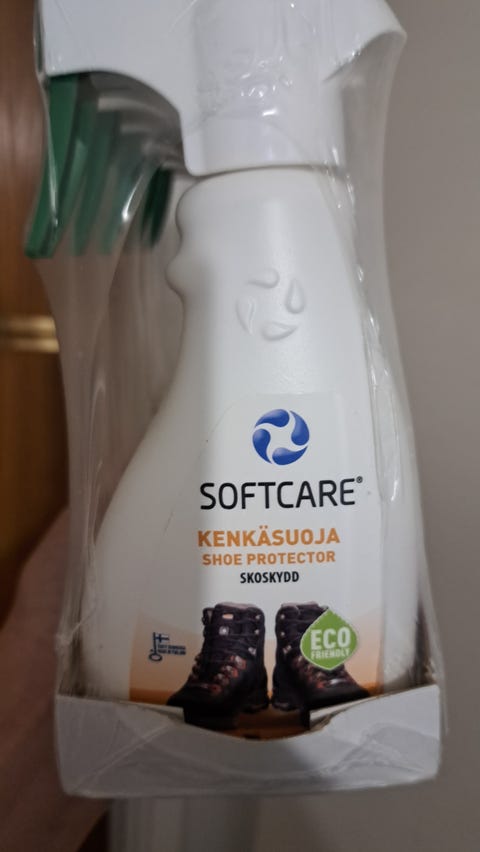 SOFTCARE®
KENKÄSUOJA
SHOE PROTECTOR
SKOSKYDD
ECO
FRIENDLY